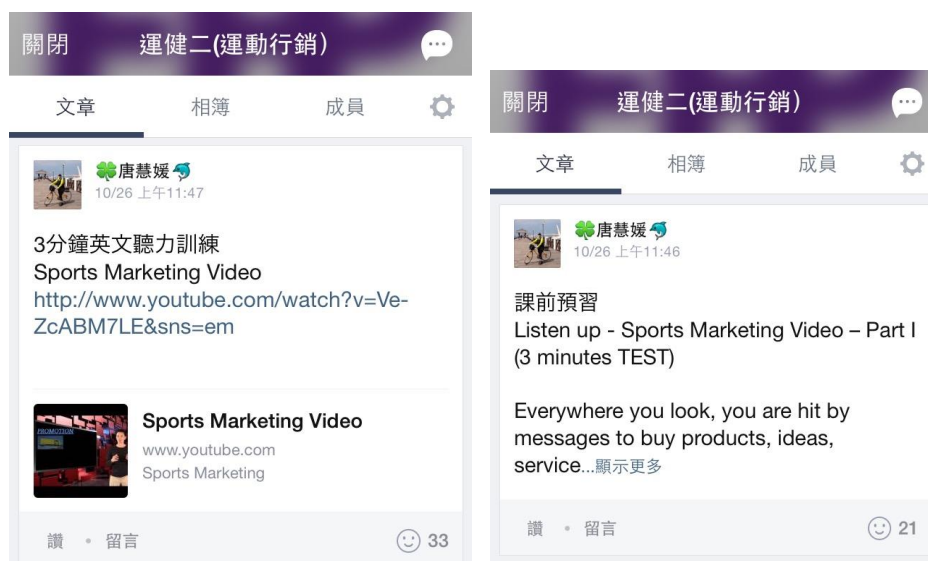 關閉
運健二(運動行銷)
文章
相簿
成員
🍀唐慧媛🐬
10/26 上午11:47
3分鐘英文聽力訓練
Sports Marketing Video
http://www.youtube.com/watch?v=Ve-
ZcABM7LE&sns=em
PROMOTION
Sports Marketing Video
www.youtube.com
Sports Marketing
讚 • 留言
33
關閉
運健二(運動行銷)
文章
相簿
成員
🍀唐慧媛🐬
10/26 上午11:46
課前預習
Listen up - Sports Marketing Video – Part I
(3 minutes TEST)
Everywhere you look, you are hit by
messages to buy products, ideas,
service...顯示更多
讚 • 留言
21